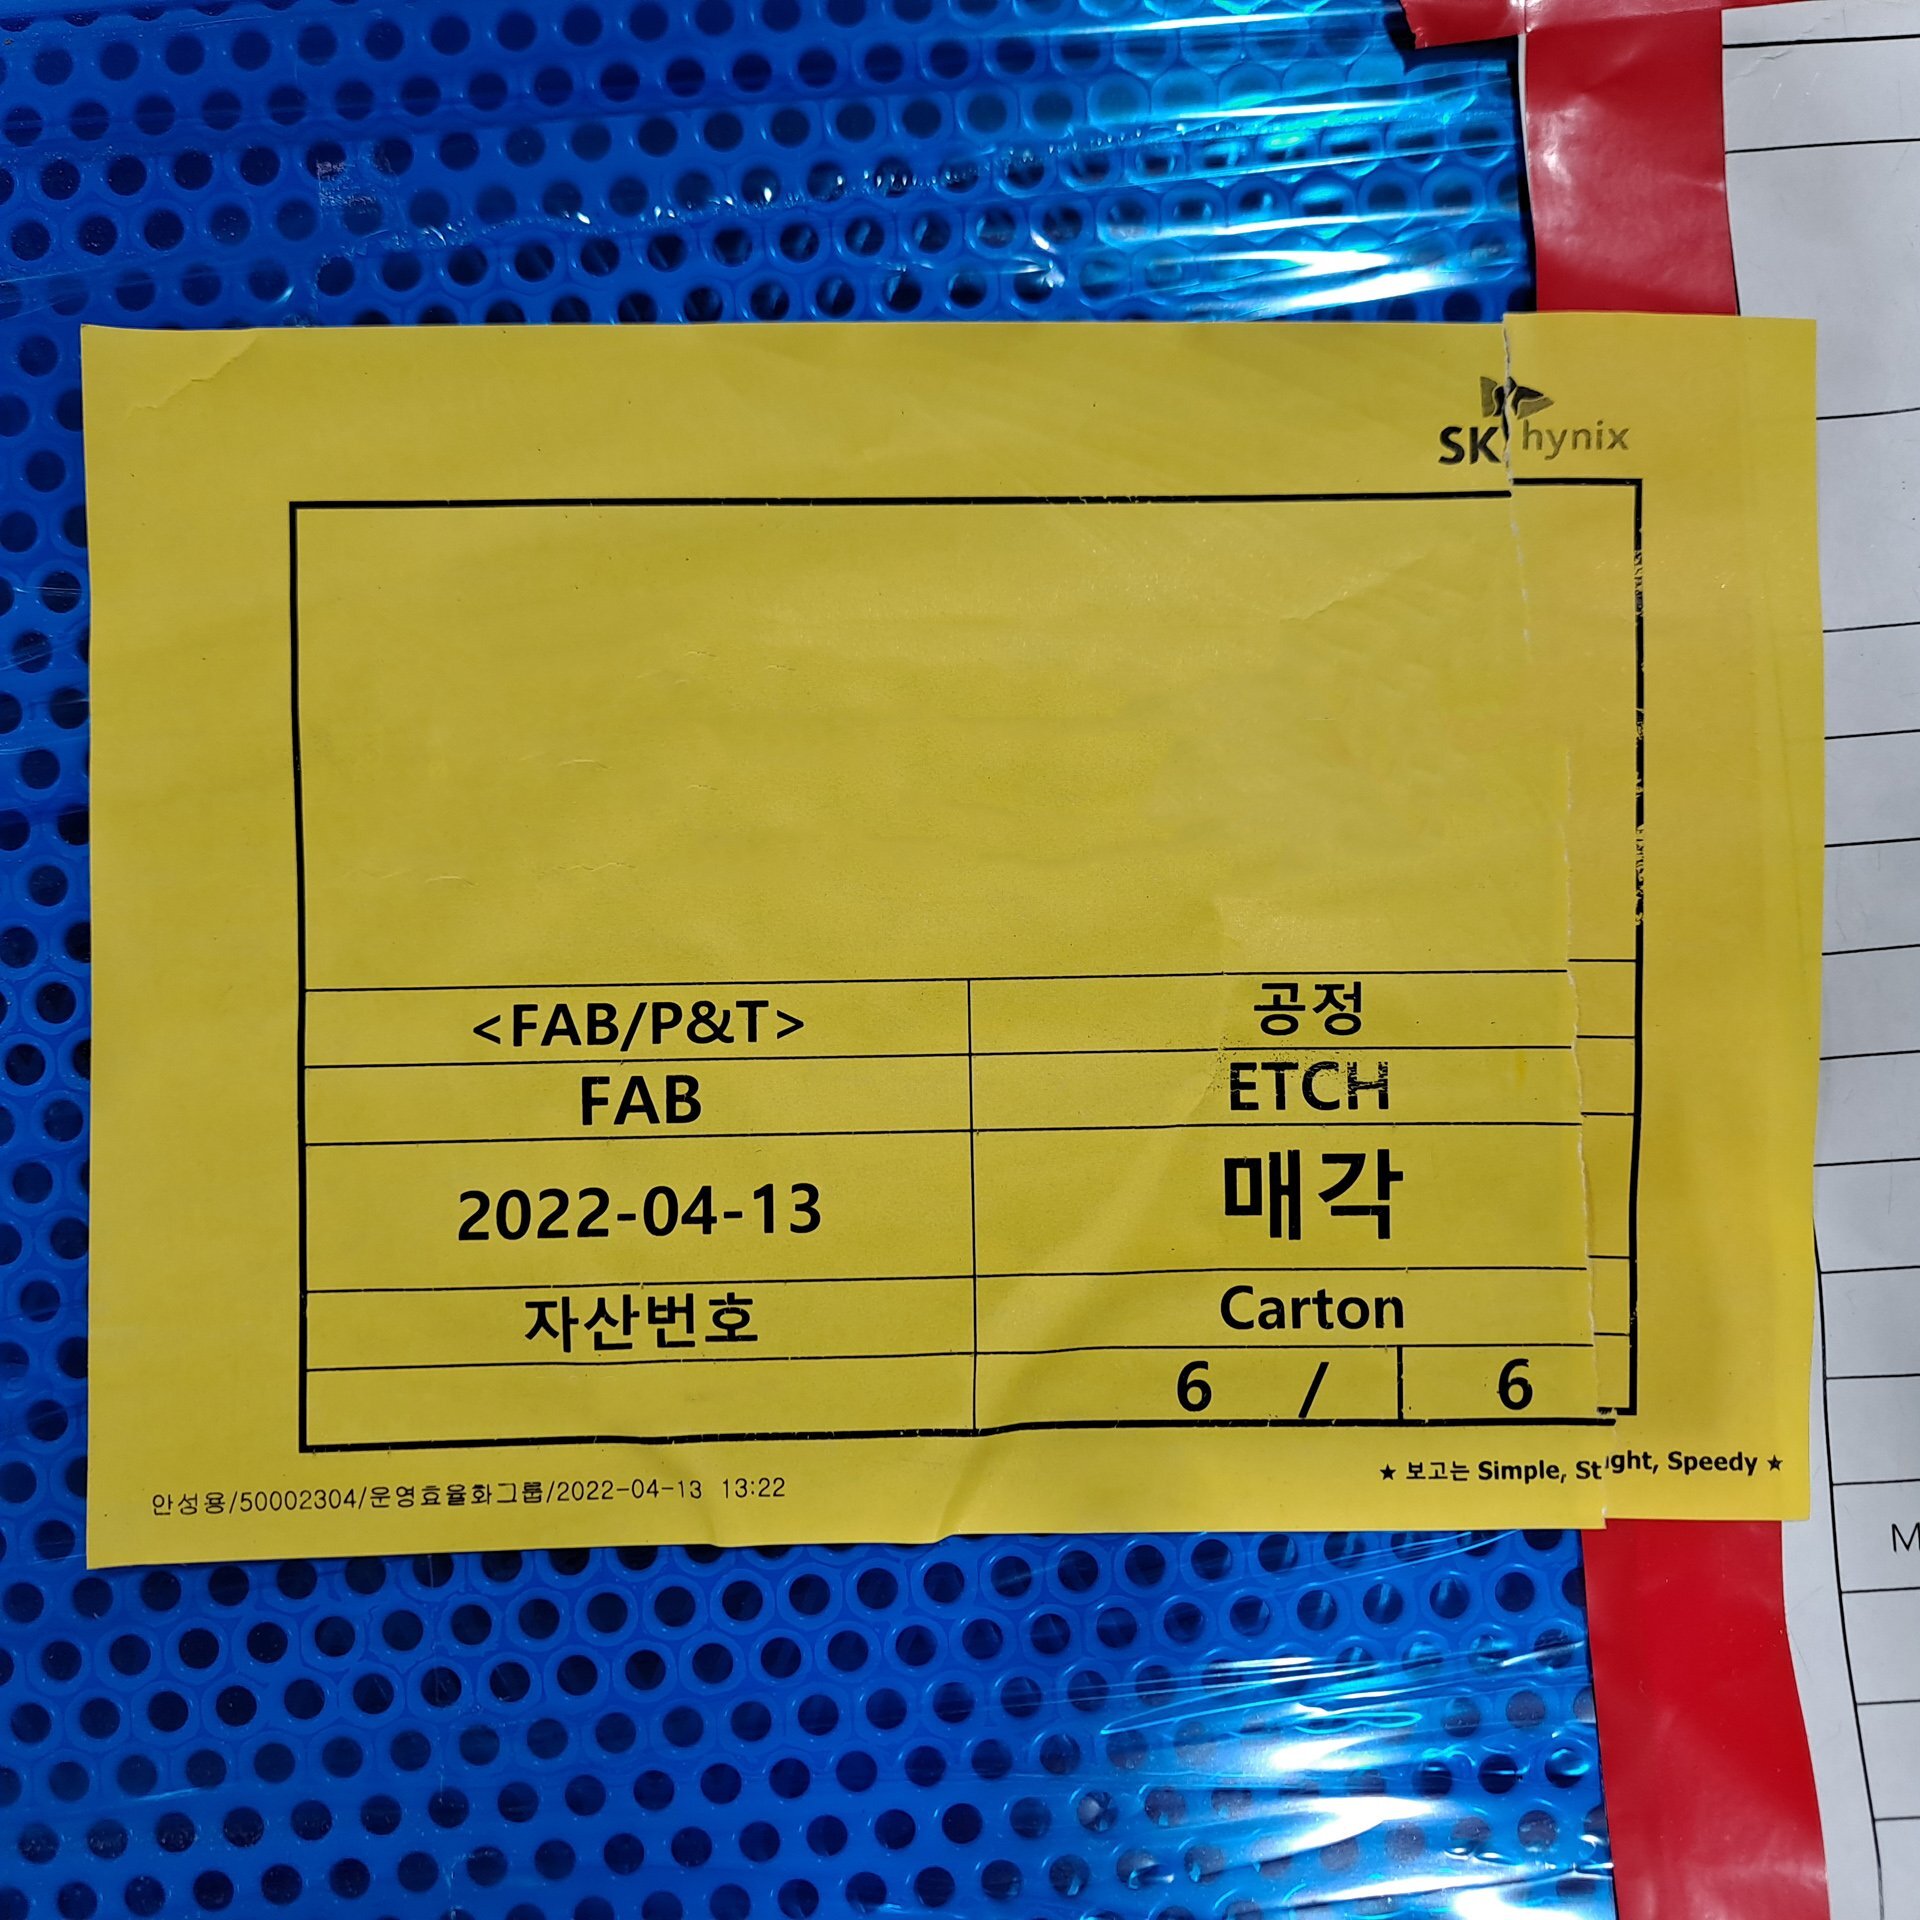 SK hynix
<FAB/P&T> 공정
FAB ETCH
2022-04-13 매각
자산번호 Carton
6 / 6
★ 보고는 Simple, St ight, Speedy ★
안성용/50002304/운영효율화그룹/2022-04-13 13:22
M